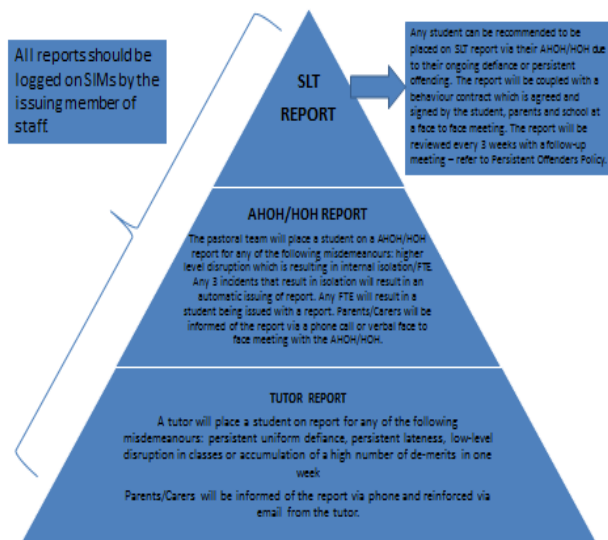 All reports should be
logged on SIMs by the
issuing member of
staff.
SLT
REPORT
Any student can be recommended to be
placed on SLT report via their AHOH/HOH due
to their ongoing defiance or persistent
offending. The report will be coupled with a
behaviour contract which is agreed and
signed by the student, parents and school at
a face to face meeting. The report will be
reviewed every 3 weeks with a follow-up
meeting – refer to Persistent Offenders Policy.
AHOH/HOH REPORT
The pastoral team will place a student on a AHOH/HOH
report for any of the following misdemeanours: higher
level disruption which is resulting in internal isolation/FTE.
Any 3 incidents that result in isolation will result in an
automatic issuing of report. Any FTE will result in a
student being issued with a report. Parents/Carers will be
informed of the report via a phone call or verbal face to
face meeting with the AHOH/HOH.
TUTOR REPORT
A tutor will place a student on report for any of the following
misdemeanours: persistent uniform defiance, persistent lateness, low-level
disruption in classes or accumulation of a high number of de-merits in one
week
Parents/Carers will be informed of the report via phone and reinforced via
email from the tutor.